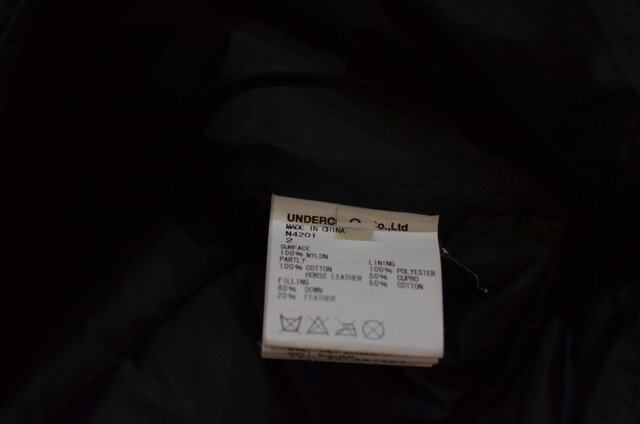 UNDERC Co.,Ltd
MADE IN CHINA
N4201
2
SURFACE
100% NYLON
PARTLY
100% COTTON
HORSE LEATHER
FILLING
80% DOWN
20% FEATHER
LINING
100% POLYESTER
50% CUPRO
50% COTTON